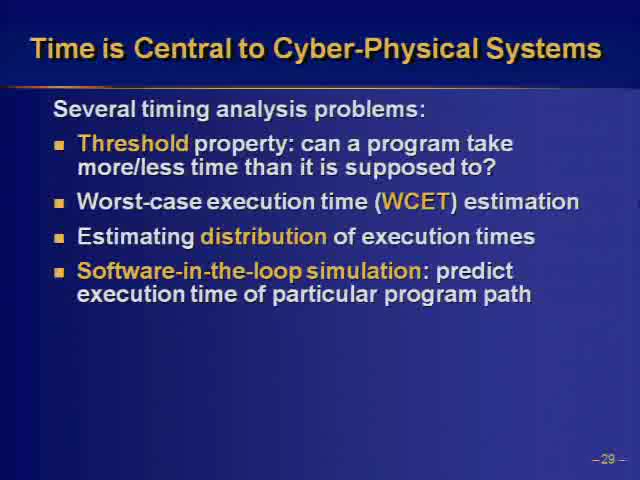 Time is Central to Cyber-Physical Systems
Several timing analysis problems:
Threshold property: can a program take
more/less time than it is supposed to?
Worst-case execution time (WCET) estimation
Estimating distribution of execution times
Software-in-the-loop simulation: predict
execution time of particular program path
– 29 –